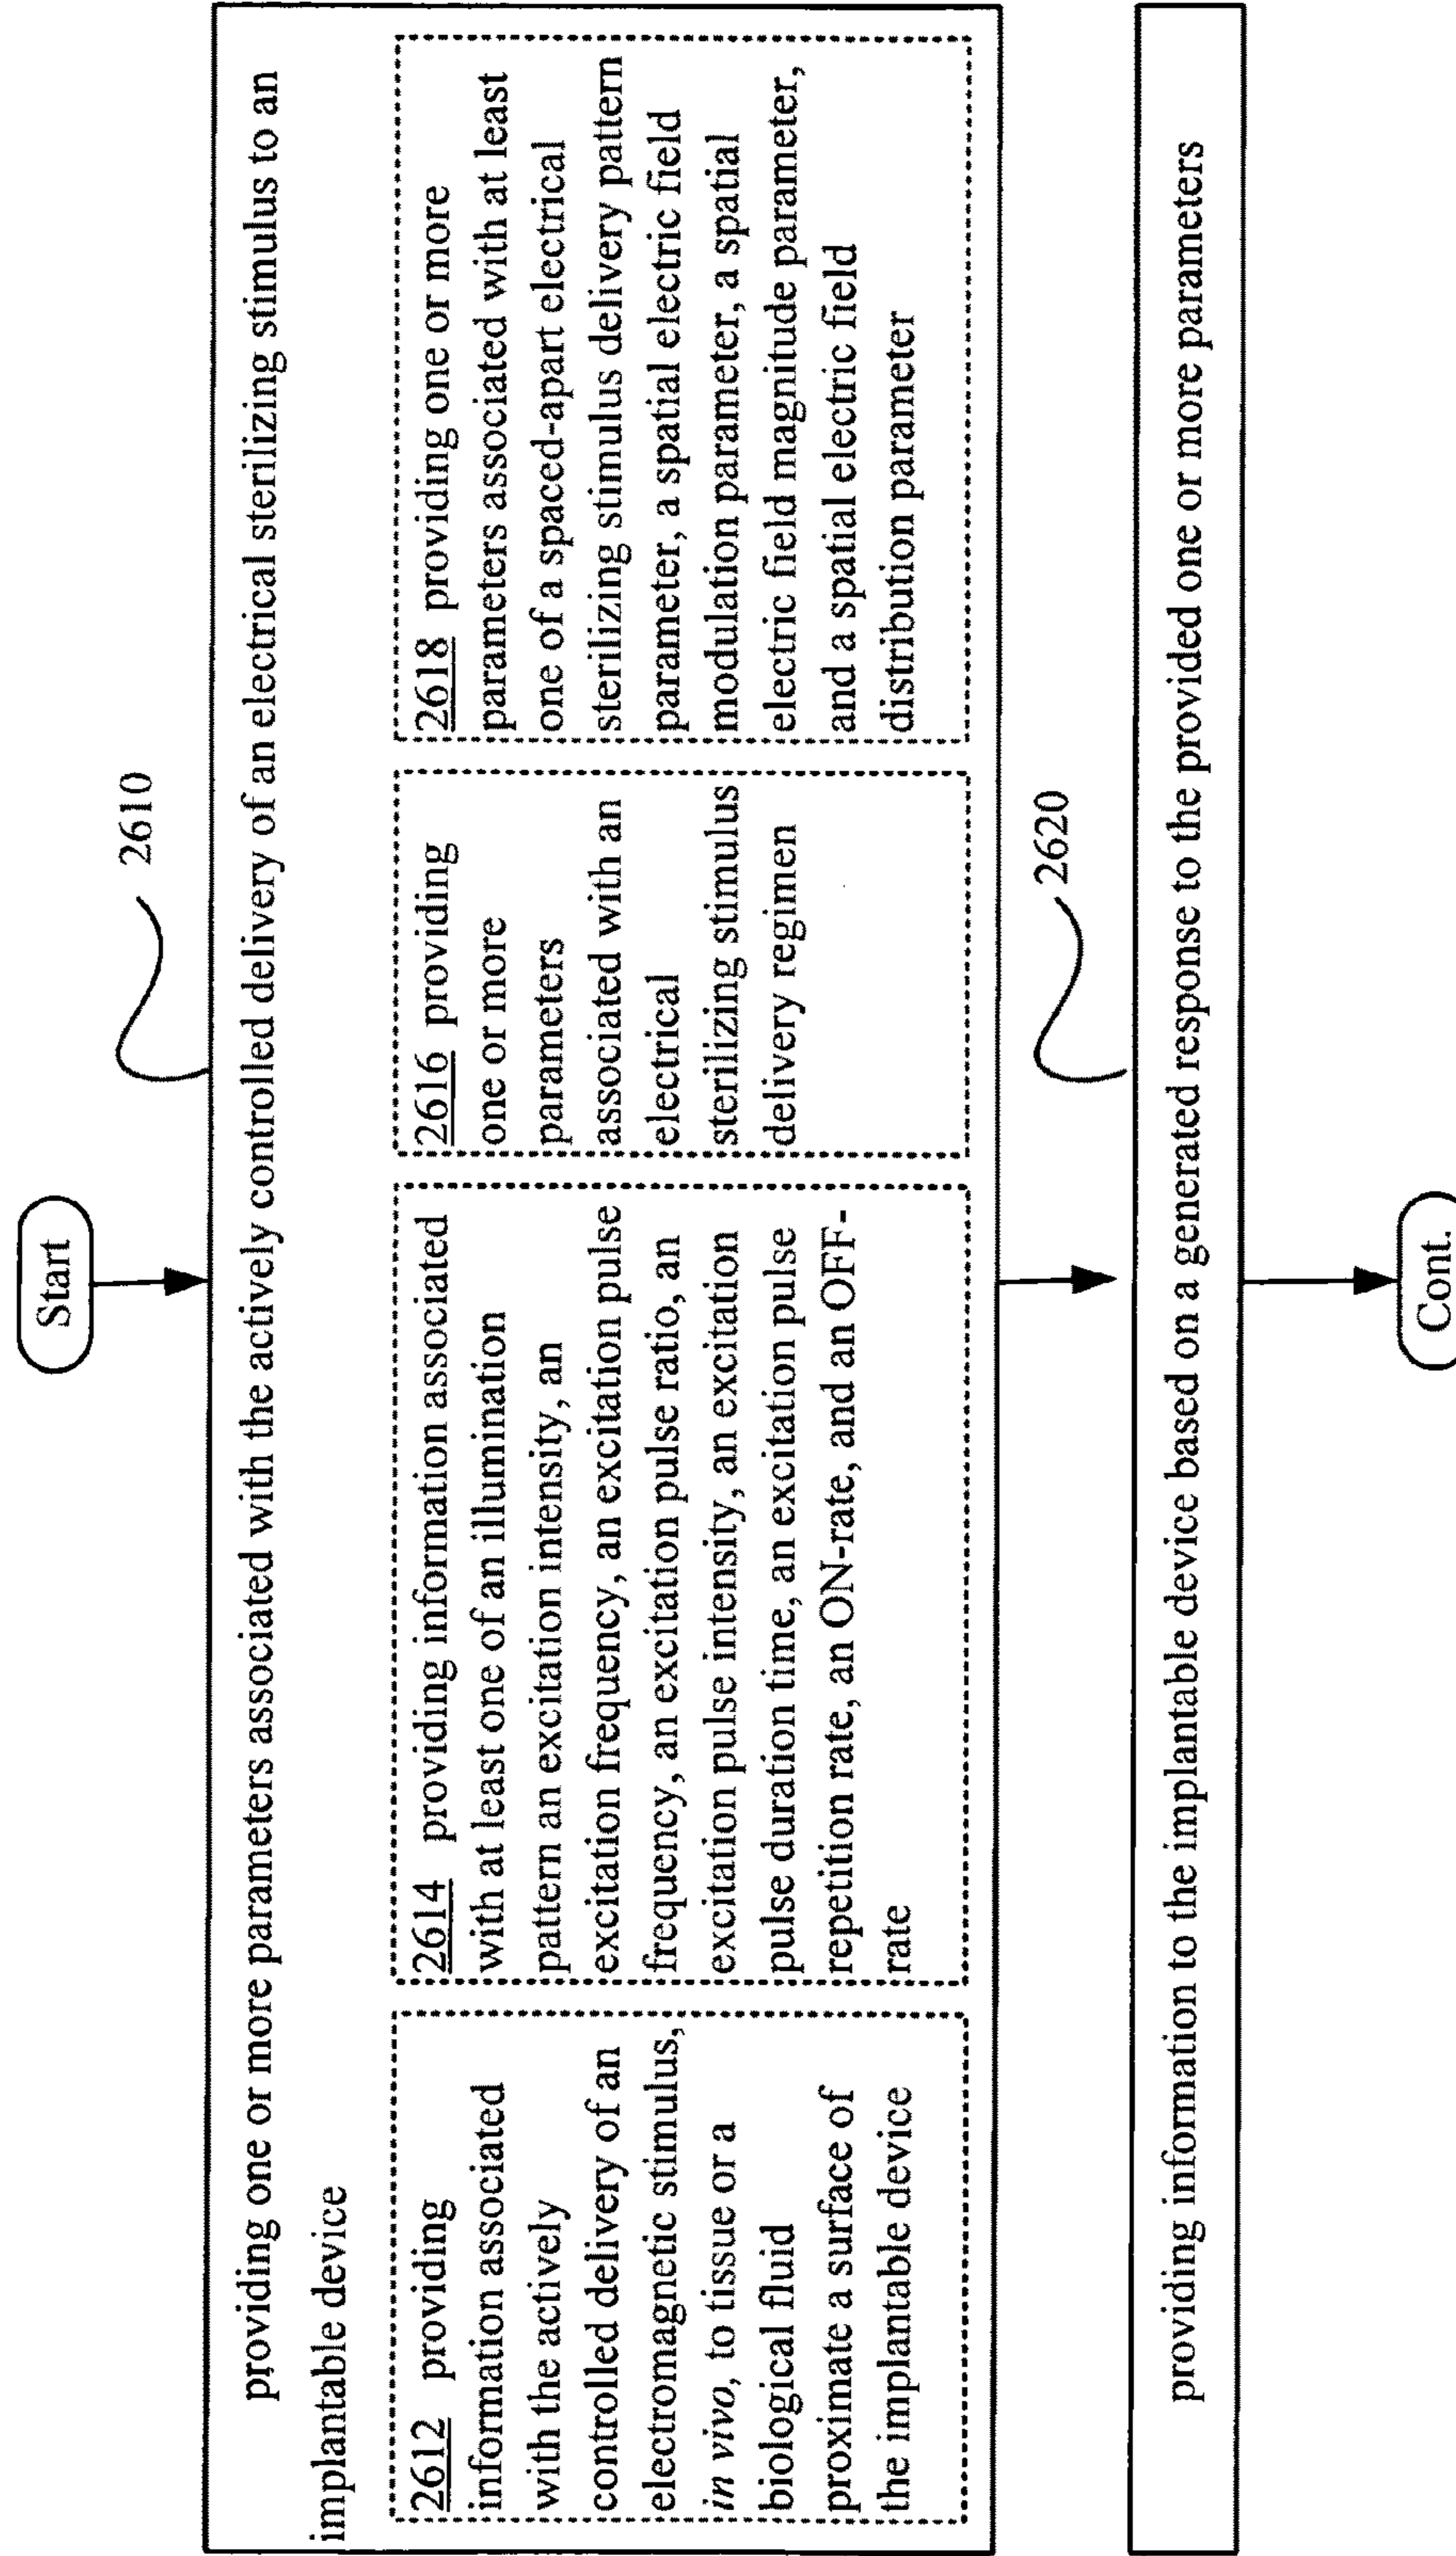 Start
2610
providing one or more parameters associated with the actively controlled delivery of an electrical sterilizing stimulus to an
implantable device
2612 providing
information associated
with the actively
controlled delivery of an
electromagnetic stimulus,
in vivo, to tissue or a
biological fluid
proximate a surface of
the implantable device
2614 providing information associated
with at least one of an illumination
pattern an excitation intensity, an
excitation frequency, an excitation pulse
frequency, an excitation pulse ratio, an
excitation pulse intensity, an excitation
pulse duration time, an excitation pulse
repetition rate, an ON-rate, and an OFF-
rate
2616 providing
one or more
parameters
associated with an
electrical
sterilizing stimulus
delivery regimen
2618 providing one or more
parameters associated with at least
one of a spaced-apart electrical
sterilizing stimulus delivery pattern
parameter, a spatial electric field
modulation parameter, a spatial
electric field magnitude parameter,
and a spatial electric field
distribution parameter
2620
providing information to the implantable device based on a generated response to the provided one or more parameters
Cont.